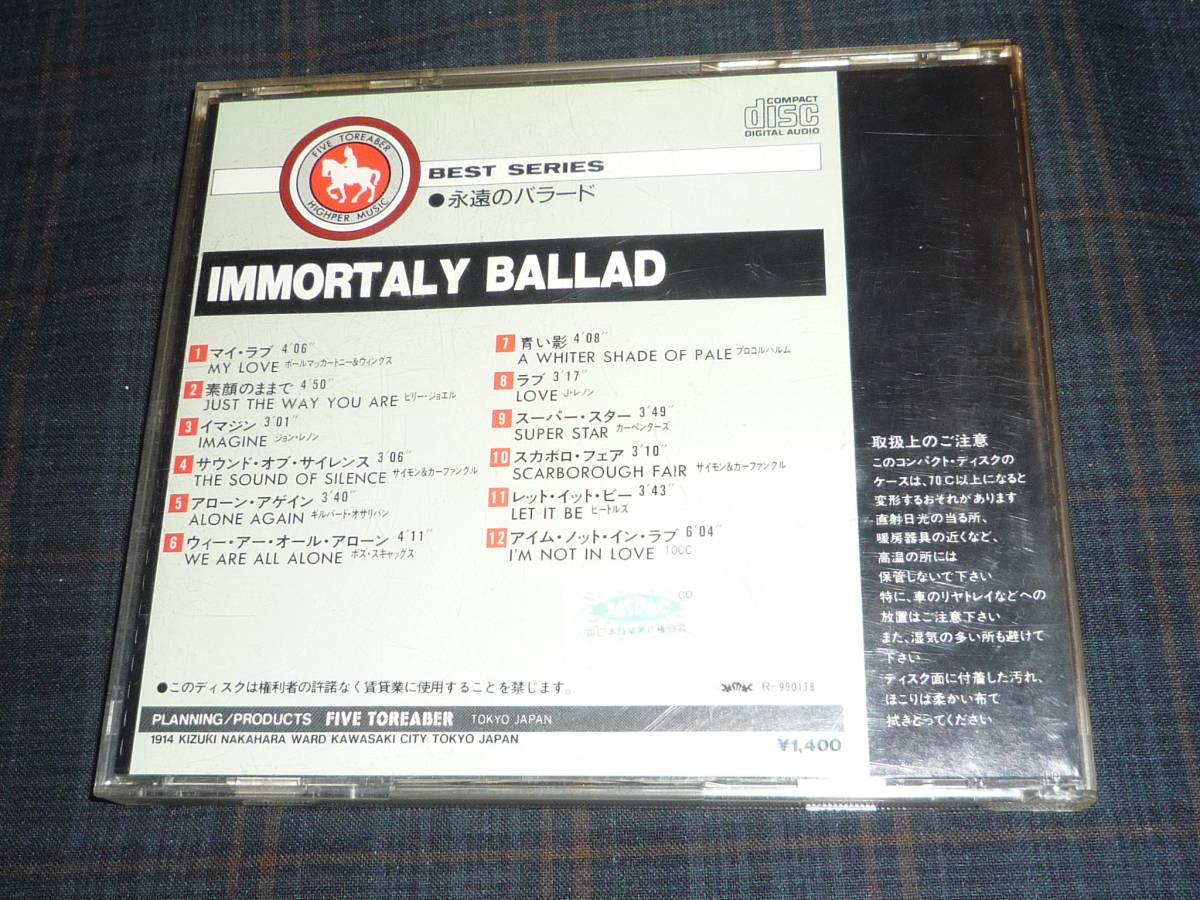 COMPACT
disc
DIGITAL AUDIO
FIVE TOREABER
HIGHPER MUSIC
BEST SERIES
●永遠のバラード
IMMORTALY BALLAD
1 マイ・ラブ 4'06"
MY LOVE ポールマッカートニー&ウィングス
2 素顔のままで 4'50"
JUST THE WAY YOU ARE ビリー・ジョエル
3 イマジン 3'01"
IMAGINE ジョン・レノン
4 サウンド・オブ・サイレンス 3'06"
THE SOUND OF SILENCE サイモン&ガーファンクル
5 アローン・アゲイン 3'40"
ALONE AGAIN ギルバート・オサリバン
6 ウィー・アー・オール・アローン 4'11"
WE ARE ALL ALONE ボズ・スキャッグス
7 青い影 4'08"
A WHITER SHADE OF PALE プロコルハルム
8 ラブ 3'17"
LOVE J・レノン
9 スーパー・スター 3'49"
SUPER STAR カーペンターズ
10 スカボロ・フェア 3'10"
SCARBOROUGH FAIR サイモン&ガーファンクル
11 レット・イット・ビー 3'43"
LET IT BE ビートルズ
12 アイム・ノット・イン・ラブ 6'04"
I'M NOT IN LOVE 10CC
CD
JASRAC
●このディスクは権利者の許諾なく賃貸業に使用することを禁じます。
JASRAC R-990138
PLANNING/PRODUCTS FIVE TOREABER TOKYO JAPAN
1914 KIZUKI NAKAHARA WARD KAWASAKI CITY TOKYO JAPAN
¥1,400
取扱上のご注意
このコンパクト・ディスクの
ケースは、70℃以上になると
変形するおそれがあります
直射日光の当る所、
暖房器具の近くなど、
高温の所には
保管しないで下さい
特に、車のリヤトレイなどへの
放置はご注意下さい
また、湿気の多い所も避けて
下さい
ディスク面に付着した汚れ、
ほこりは柔かい布で
拭きとってください